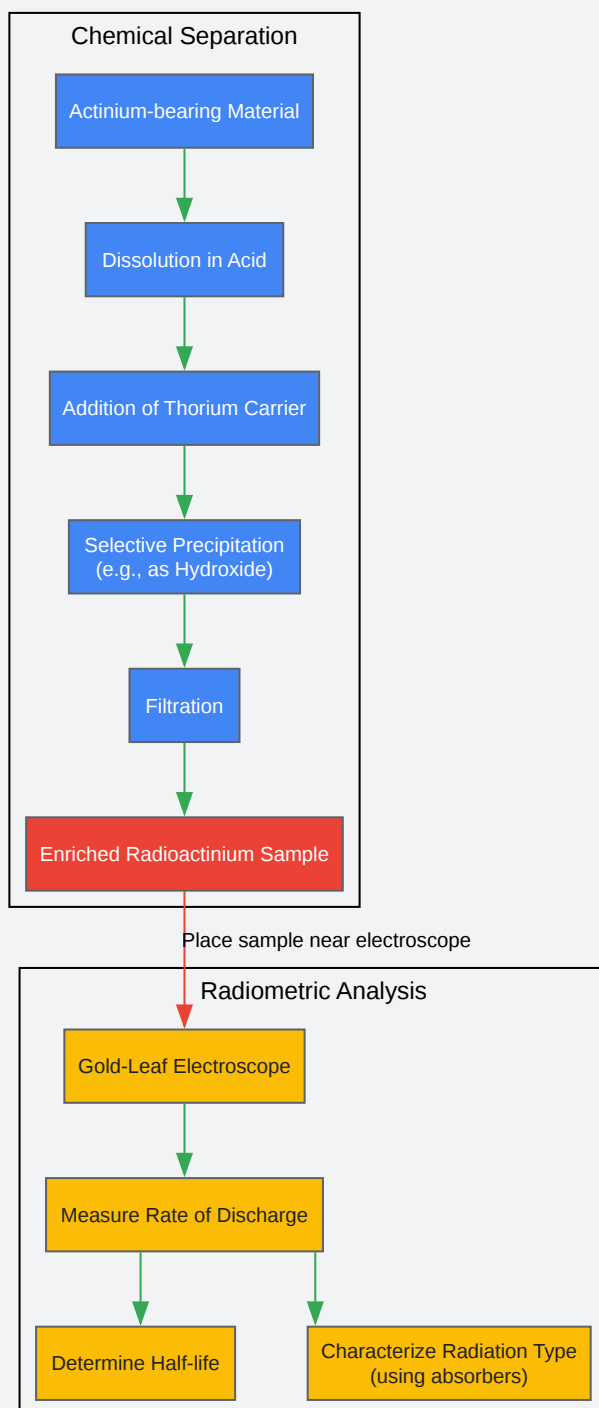 Chemical Separation
Actinium-bearing Material
Dissolution in Acid
Addition of Thorium Carrier
Selective Precipitation
(e.g., as Hydroxide)
Filtration
Enriched Radioactinium Sample
Place sample near electroscope
Radiometric Analysis
Gold-Leaf Electroscope
Measure Rate of Discharge
Determine Half-life
Characterize Radiation Type
(using absorbers)